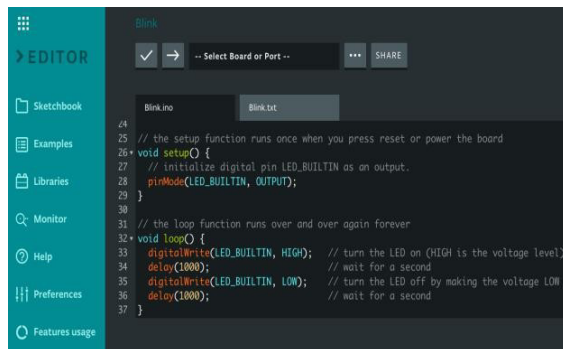 Blink
>EDITOR
-- Select Board or Port --
SHARE
Sketchbook
Examples
Libraries
Monitor
Help
Preferences
Features usage
Blink.ino
Blink.txt
24
25 // the setup function runs once when you press reset or power the board
26 void setup() {
27 // initialize digital pin LED_BUILTIN as an output.
28 pinMode(LED_BUILTIN, OUTPUT);
29 }
30
31 // the loop function runs over and over again forever
32 void loop() {
33 digitalWrite(LED_BUILTIN, HIGH); // turn the LED on (HIGH is the voltage level)
34 delay(1000); // wait for a second
35 digitalWrite(LED_BUILTIN, LOW); // turn the LED off by making the voltage LOW
36 delay(1000); // wait for a second
37 }